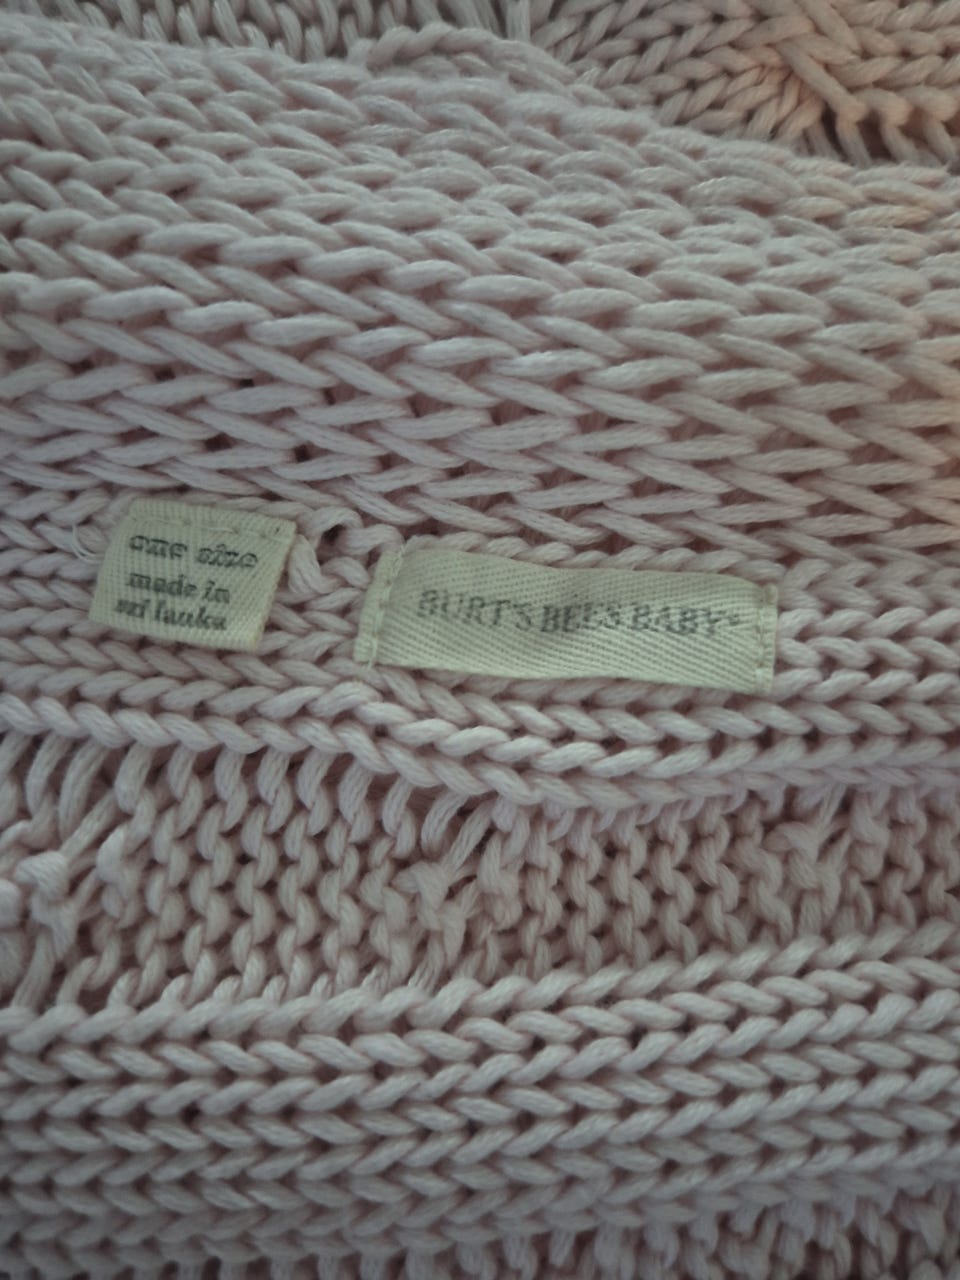 one size
made in
sri lanka
BURT'S BEES BABY®